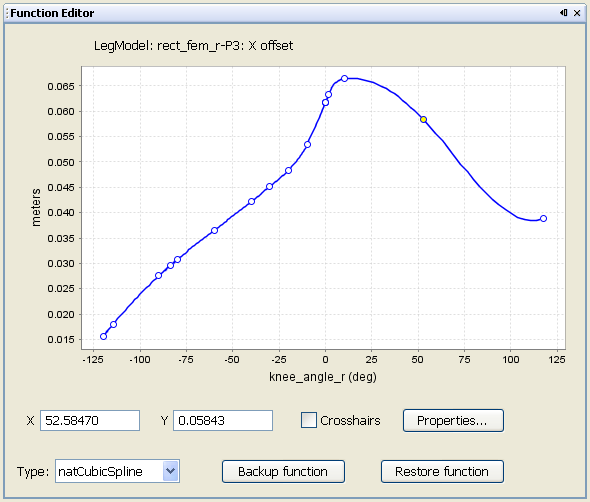 Function Editor
LegModel: rect_fem_r-P3: X offset
0.065
0.060
0.055
0.050
0.045
0.040
0.035
0.030
0.025
0.020
0.015
meters
-125 -100 -75 -50 -25 0 25 50 75 100 125
knee_angle_r (deg)
X 52.58470 Y 0.05843 Crosshairs Properties...
Type: natCubicSpline Backup function Restore function